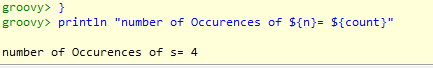 groovy> }
groovy> println "number of Occurences of ${n}= ${count}"
number of Occurences of s= 4